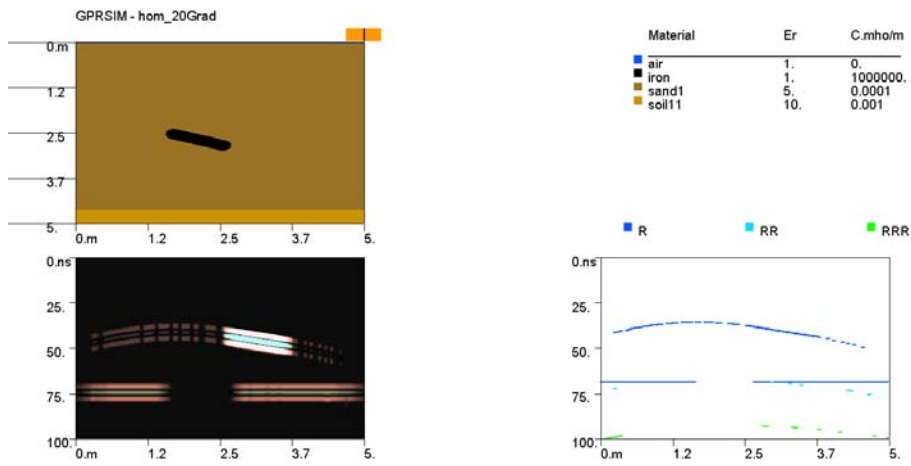 GPRSIM - hom_20Grad
0.m
1.2
2.5
3.7
5.
0.m 1.2 2.5 3.7 5.
Material Er C.mho/m
air 1. 0.
iron 1. 1000000.
sand1 5. 0.0001
soil11 10. 0.001
R RR RRR
0.ns
25.
50.
75.
100.
0.m 1.2 2.5 3.7 5.
0.ns
25.
50.
75.
100.
0.m 1.2 2.5 3.7 5.